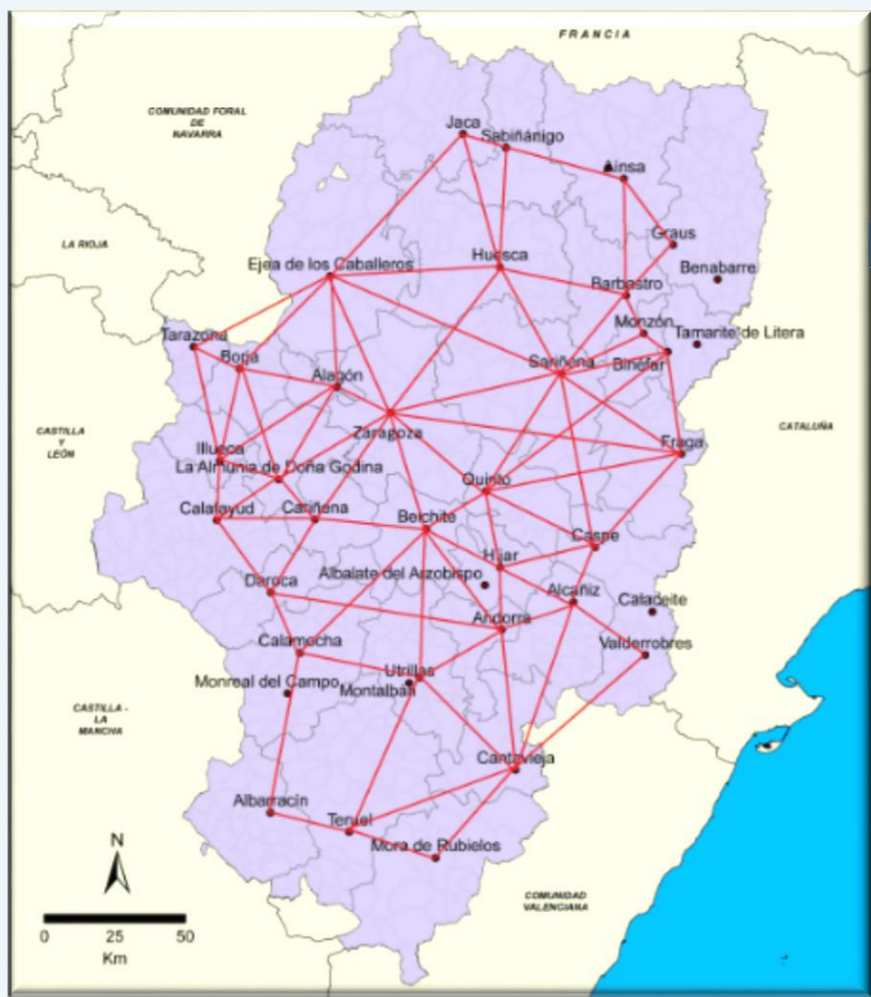 FRANCIA
COMUNIDAD FORAL
DE
NAVARRA
Jaca
Sabiñánigo
Aínsa
LA RIOJA
Graus
Huesca
Ejea de los Caballeros
Benabarre
Barbastro
Tarazona
Monzón
Tamarite de Litera
Borja
Sariñena
Binéfar
Alagón
CASTILLA
Y
LEÓN
Zaragoza
CATALUÑA
Illueca
Fraga
La Almunia de Doña Godina
Quinto
Calatayud
Cariñena
Belchite
Caspe
Híjar
Albalate del Arzobispo
Daroca
Alcañiz
Calaceite
Andorra
Calamocha
Valderrobres
Utrillas
Monreal del Campo
Montalbán
CASTILLA -
LA
MANCHA
Cantavieja
Albarracín
Teruel
N
Mora de Rubielos
COMUNIDAD
VALENCIANA
0 25 50
Km